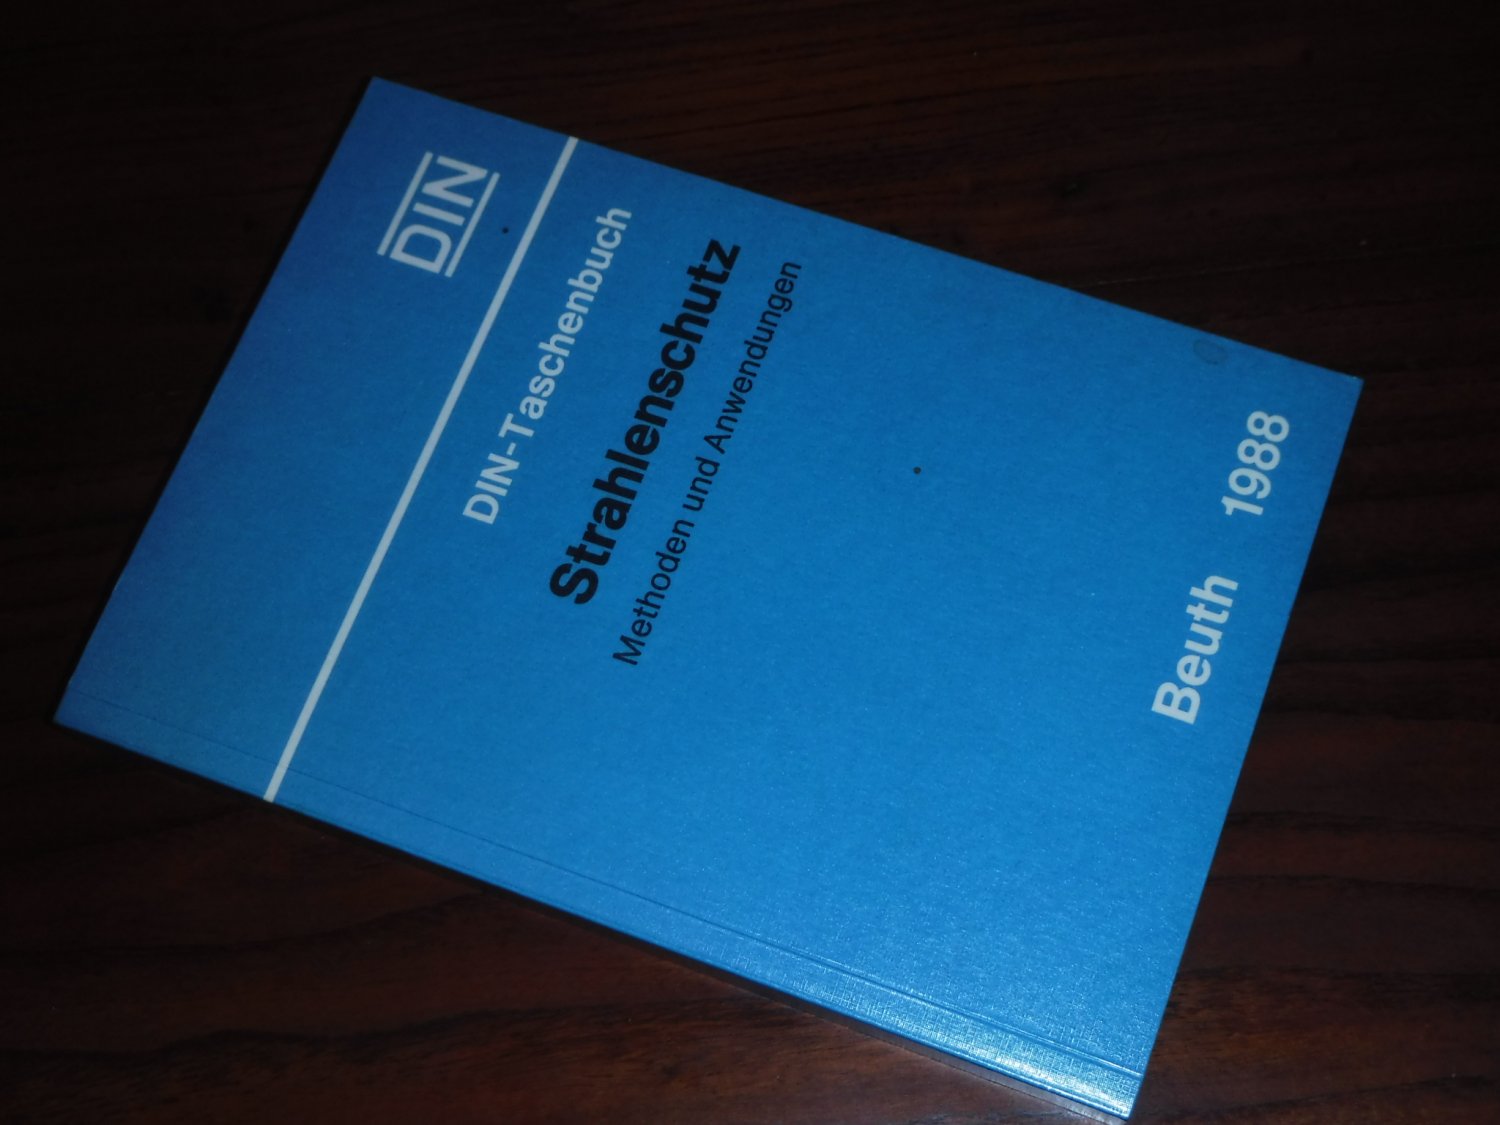 DIN
DIN-Taschenbuch
Strahlenschutz
Methoden und Anwendungen
Beuth 1988